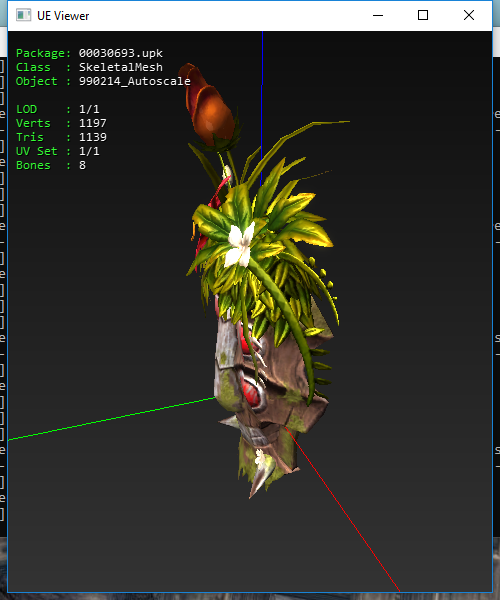 UE Viewer
Package: 00030693.upk
Class : SkeletalMesh
Object : 990214_Autoscale
LOD : 1/1
Verts : 1197
Tris : 1139
UV Set : 1/1
Bones : 8